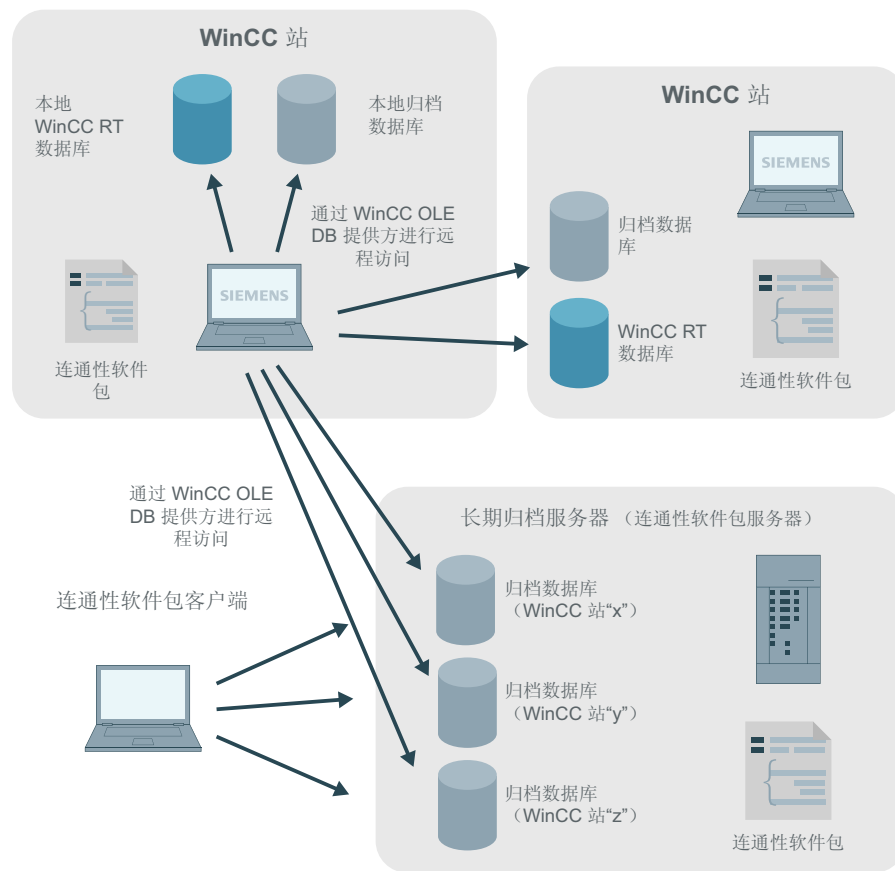 WinCC 站
本地
WinCC RT
数据库
本地归档
数据库
通过 WinCC OLE
DB 提供方进行远
程访问
SIEMENS
连通性软件
包
WinCC 站
SIEMENS
归档数据
库
WinCC RT
数据库
连通性软件包
通过 WinCC OLE
DB 提供方进行远
程访问
连通性软件包客户端
长期归档服务器 （连通性软件包服务器）
归档数据库
（WinCC 站“x”）
归档数据库
（WinCC 站“y”）
归档数据库
（WinCC 站“z”）
连通性软件包